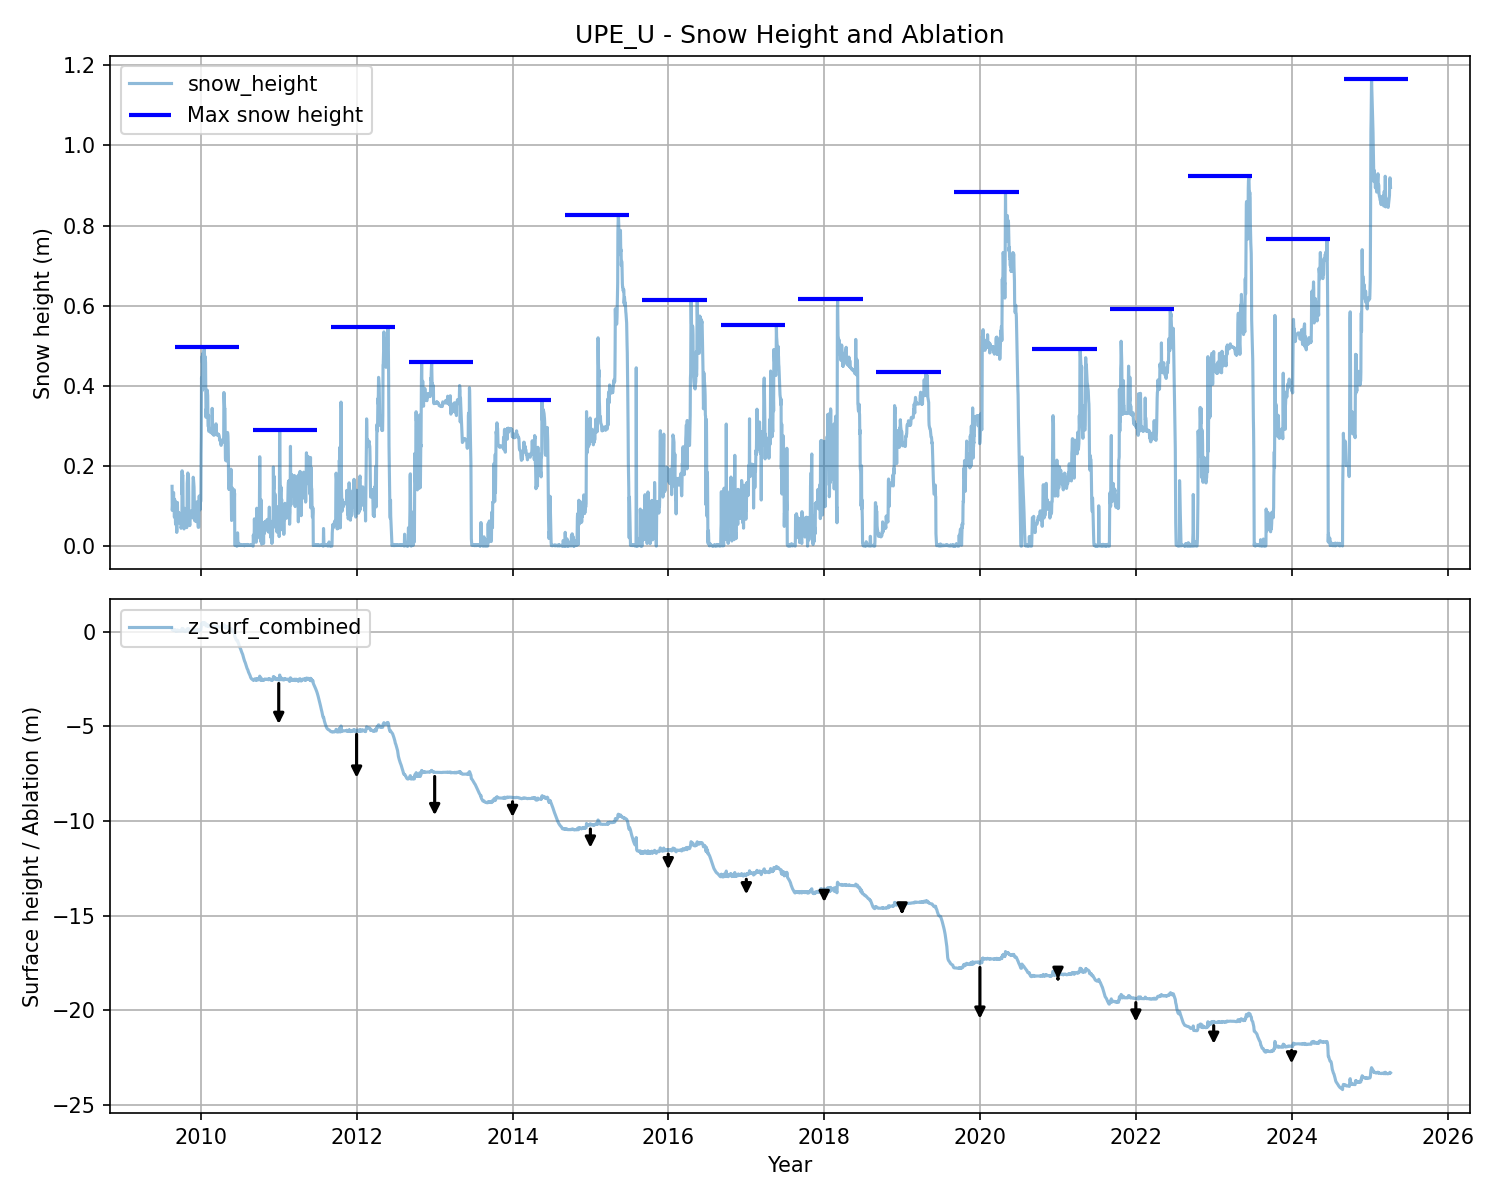 UPE_U - Snow Height and Ablation
1.2
1.0
0.8
0.6
0.4
0.2
0.0
Snow height (m)
snow_height
Max snow height
0
−5
−10
−15
−20
−25
Surface height / Ablation (m)
z_surf_combined
2010 2012 2014 2016 2018 2020 2022 2024 2026
Year